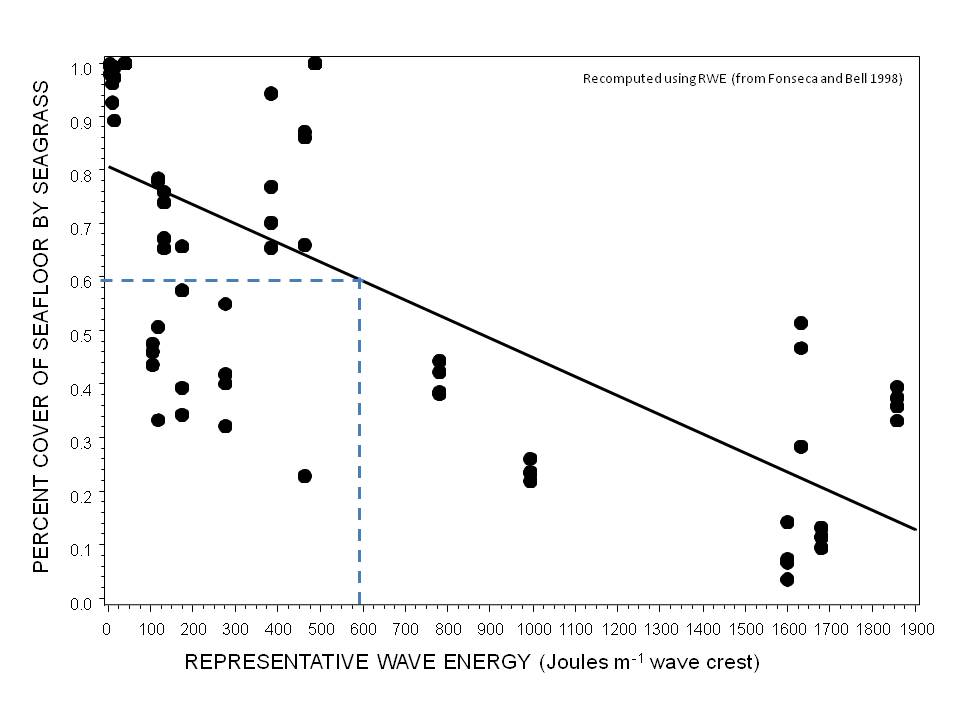 Recomputed using RWE (from Fonseca and Bell 1998)
PERCENT COVER OF SEAFLOOR BY SEAGRASS
1.0
0.9
0.8
0.7
0.6
0.5
0.4
0.3
0.2
0.1
0.0
0 100 200 300 400 500 600 700 800 900 1000 1100 1200 1300 1400 1500 1600 1700 1800 1900
REPRESENTATIVE WAVE ENERGY (Joules m⁻¹ wave crest)